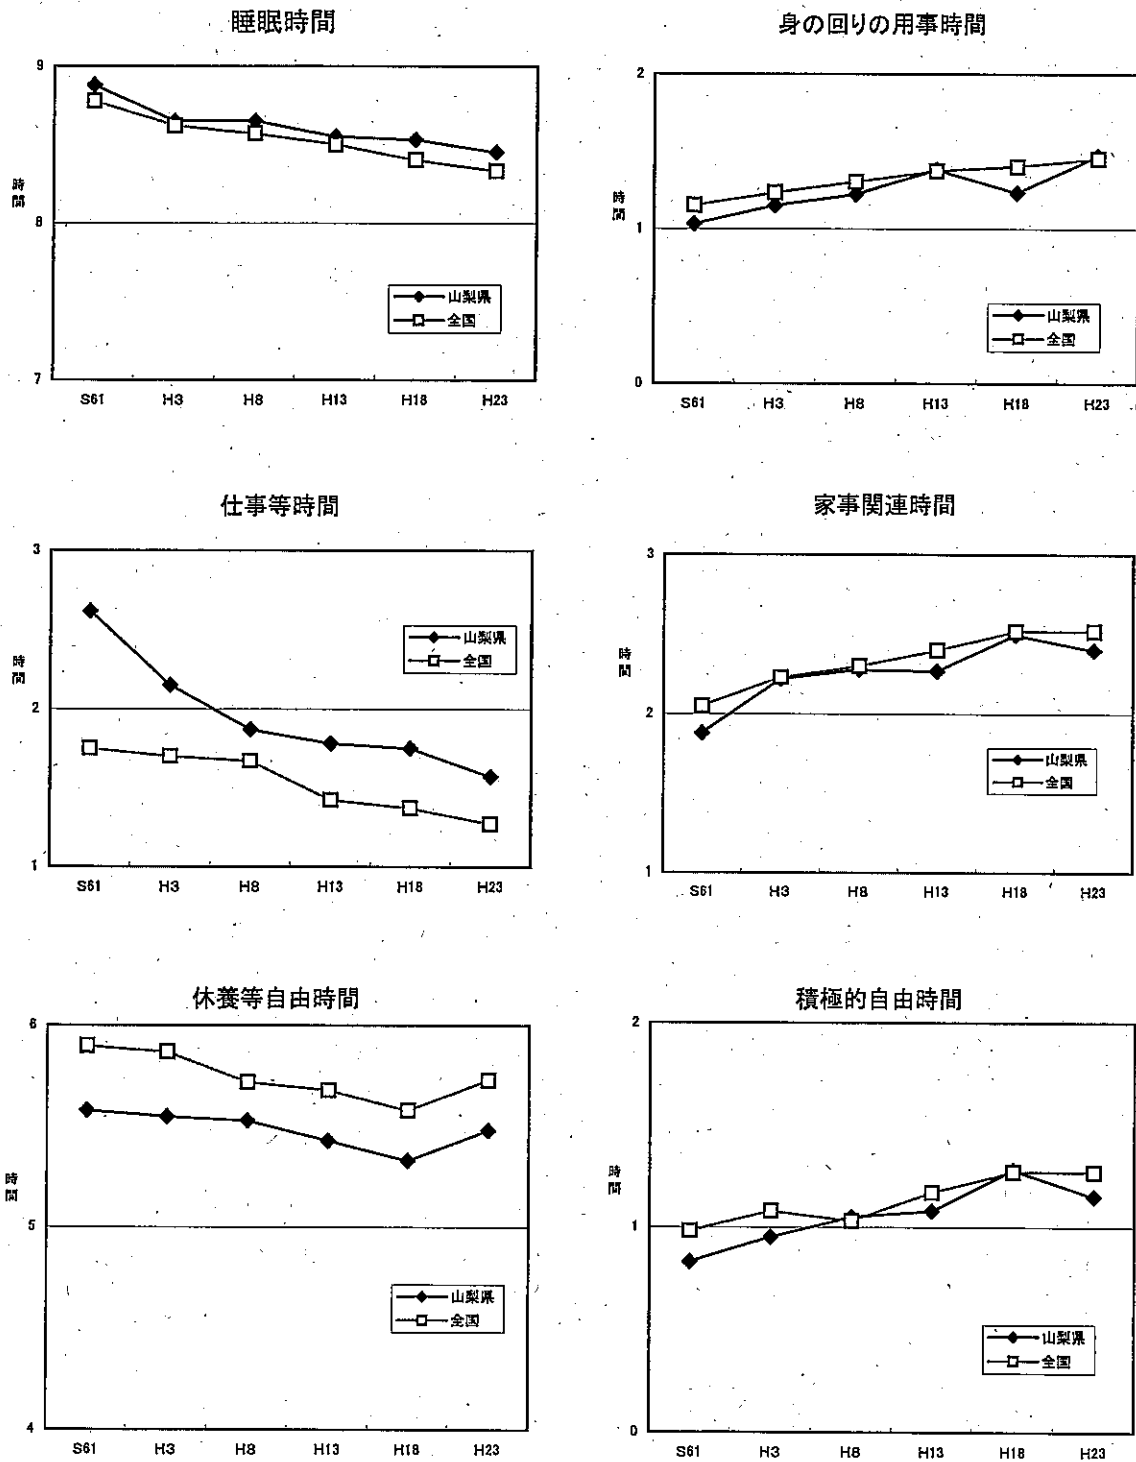 睡眠時間
9
8
7
時
間
山梨県
全国
S61 H3 H8 H13 H18 H23
身の回りの用事時間
2
1
0
時
間
山梨県
全国
S61 H3 H8 H13 H18 H23
仕事等時間
3
2
1
時
間
山梨県
全国
S61 H3 H8 H13 H18 H23
家事関連時間
3
2
1
時
間
山梨県
全国
S61 H3 H8 H13 H18 H23
休養等自由時間
6
5
4
時
間
山梨県
全国
S61 H3 H8 H13 H18 H23
積極的自由時間
2
1
0
時
間
山梨県
全国
S61 H3 H8 H13 H18 H23